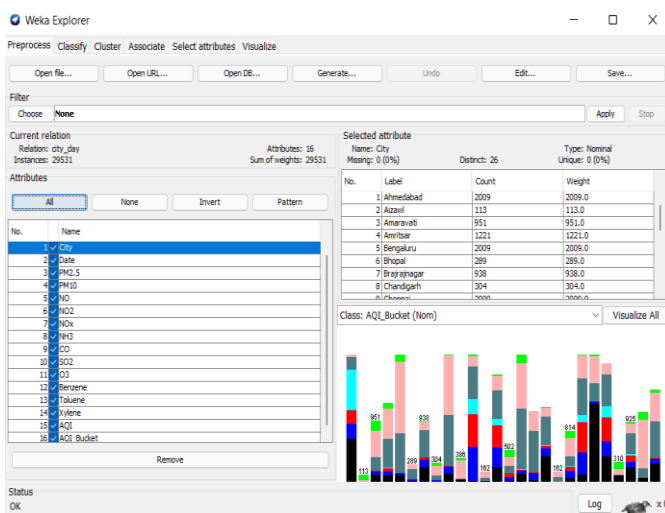 Weka Explorer
Preprocess Classify Cluster Associate Select attributes Visualize
Open file... Open URL... Open DB... Generate... Undo Edit... Save...
Filter
Choose None Apply Stop
Current relation
Relation: city_day Attributes: 16
Instances: 29531 Sum of weights: 29531
Attributes
All None Invert Pattern
No. Name
1 City
2 Date
3 PM2.5
4 PM10
5 NO
6 NO2
7 NOx
8 NH3
9 CO
10 SO2
11 O3
12 Benzene
13 Toluene
14 Xylene
15 AQI
16 AQI_Bucket
Remove
Selected attribute
Name: City Type: Nominal
Missing: 0 (0%) Distinct: 26 Unique: 0 (0%)
No. Label Count Weight
1 Ahmedabad 2009 2009.0
2 Aizawl 113 113.0
3 Amaravati 951 951.0
4 Amritsar 1221 1221.0
5 Bengaluru 2009 2009.0
6 Bhopal 289 289.0
7 Brajrajnagar 938 938.0
8 Chandigarh 304 304.0
9 Chennai 2009 2009.0
Class: AQI_Bucket (Nom) Visualize All
951 938 814 925
113 289 304 386 502 162 162 310
Status
OK Log x